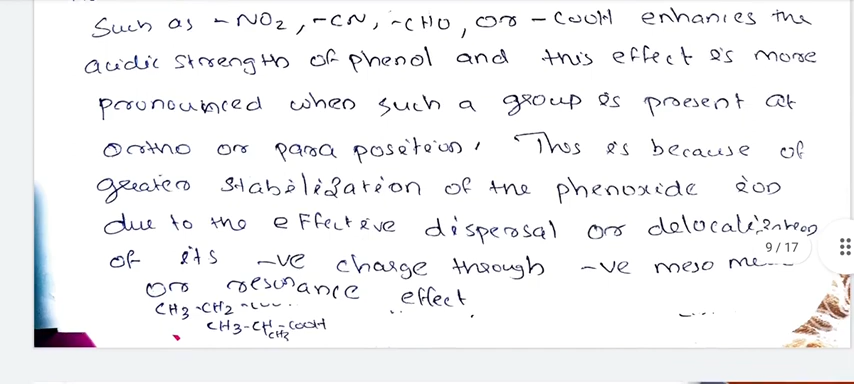 Such as -NO2, -CN, -CHO, or -COOH enhances the
acidic strength of phenol and this effect is more
pronounced when such a group is present at
ortho or para position. This is because of
greater stabilization of the phenoxide ion
due to the effective dispersal or delocalization
9 / 17
of its -ve charge through -ve
or resonance effect
CH3-CH2
CH3-CH-COOH
CH3